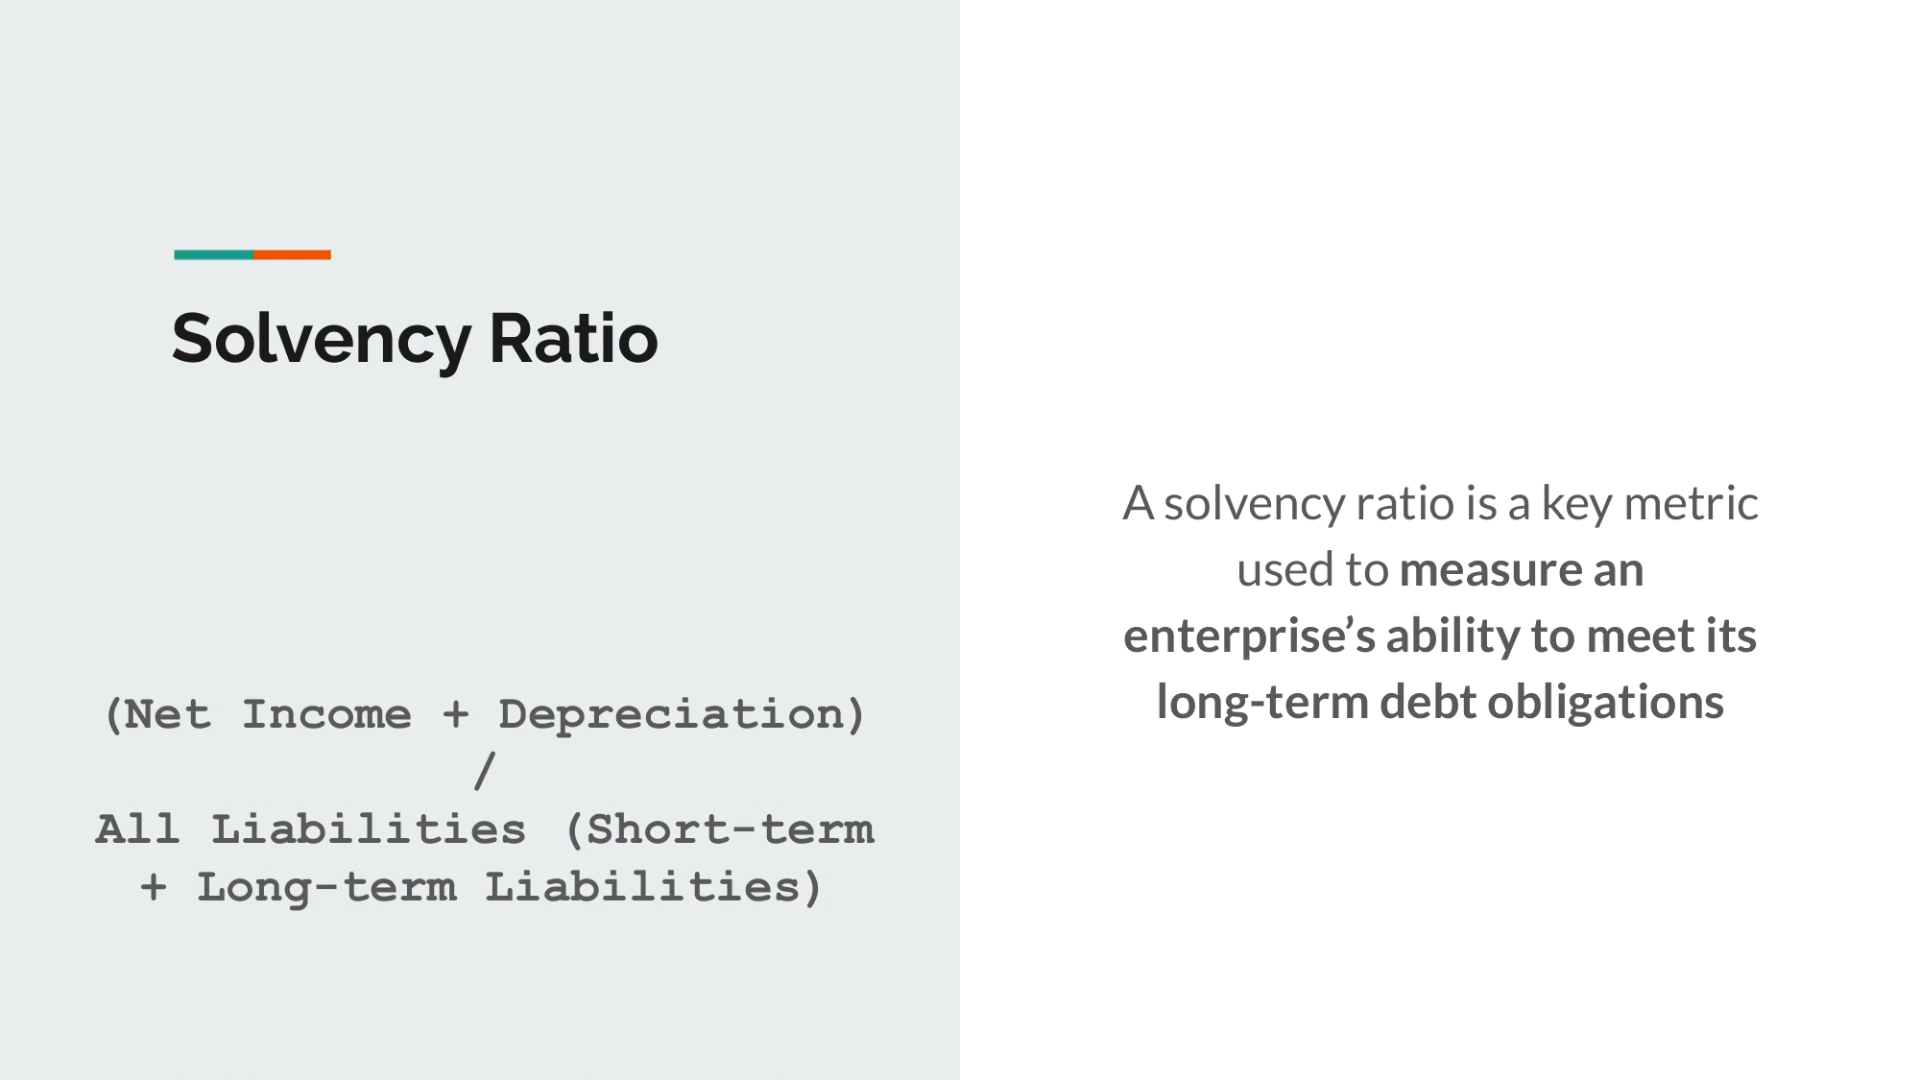 Solvency Ratio
(Net Income + Depreciation)
/
All Liabilities (Short-term
+ Long-term Liabilities)
A solvency ratio is a key metric
used to measure an
enterprise’s ability to meet its
long-term debt obligations